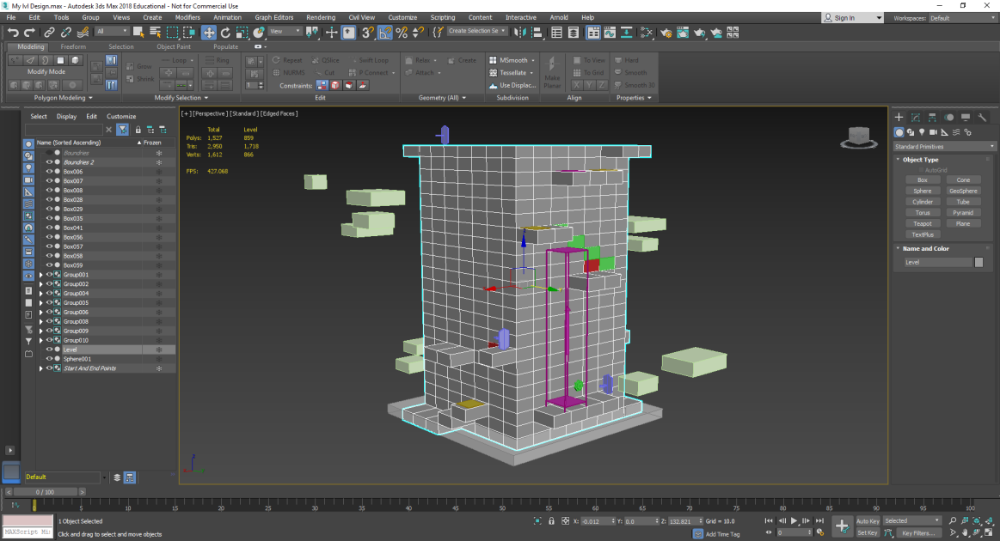 My lvl Design.max - Autodesk 3ds Max 2018 Educational - Not for Commercial Use
File Edit Tools Group Views Create Modifiers Animation Graph Editors Rendering Civil View Customize Scripting Content Interactive Arnold Help Sign In Workspaces: Default
All View Create Selection Se
Modeling Freeform Selection Object Paint Populate
Modify Mode
Grow Shrink Loop Ring
Repeat QSlice Swift Loop
NURMS Cut P Connect
Constraints:
Relax Create
Attach
MSmooth
Tessellate
Use Displac...
Make Planar
To View
To Grid
X Y Z
Hard
Smooth
Smooth 30
Polygon Modeling Modify Selection Edit Geometry (All) Subdivision Align Properties
Select Display Edit Customize
Name (Sorted Ascending) Frozen
Boundries
Boundries 2
Box006
Box007
Box008
Box028
Box029
Box035
Box041
Box056
Box057
Box058
Box059
Group001
Group002
Group004
Group005
Group006
Group008
Group009
Group010
Level
Sphere001
Start And End Points
Default
[+] [Perspective] [Standard] [Edged Faces]
Total Level
Polys: 1,527 859
Tris: 2,950 1,718
Verts: 1,612 866
FPS: 427.068
Standard Primitives
Object Type
AutoGrid
Box Cone
Sphere GeoSphere
Cylinder Tube
Torus Pyramid
Teapot Plane
TextPlus
Name and Color
Level
0 / 100
0 5 10 15 20 25 30 35 40 45 50 55 60 65 70 75 80 85 90 95 100
1 Object Selected
X: -0.012 Y: 0.0 Z: 132.821 Grid = 10.0
Auto Key Selected
MAXScript Mi
Click and drag to select and move objects
Add Time Tag
0
Set Key Key Filters...